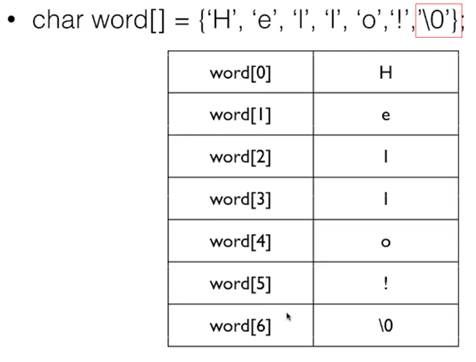 • char word[] = {‘H’, ‘e’, ‘l’, ‘l’, ‘o’,‘!’,’\0’};
word[0] H
word[1] e
word[2] l
word[3] l
word[4] o
word[5] !
word[6] \0